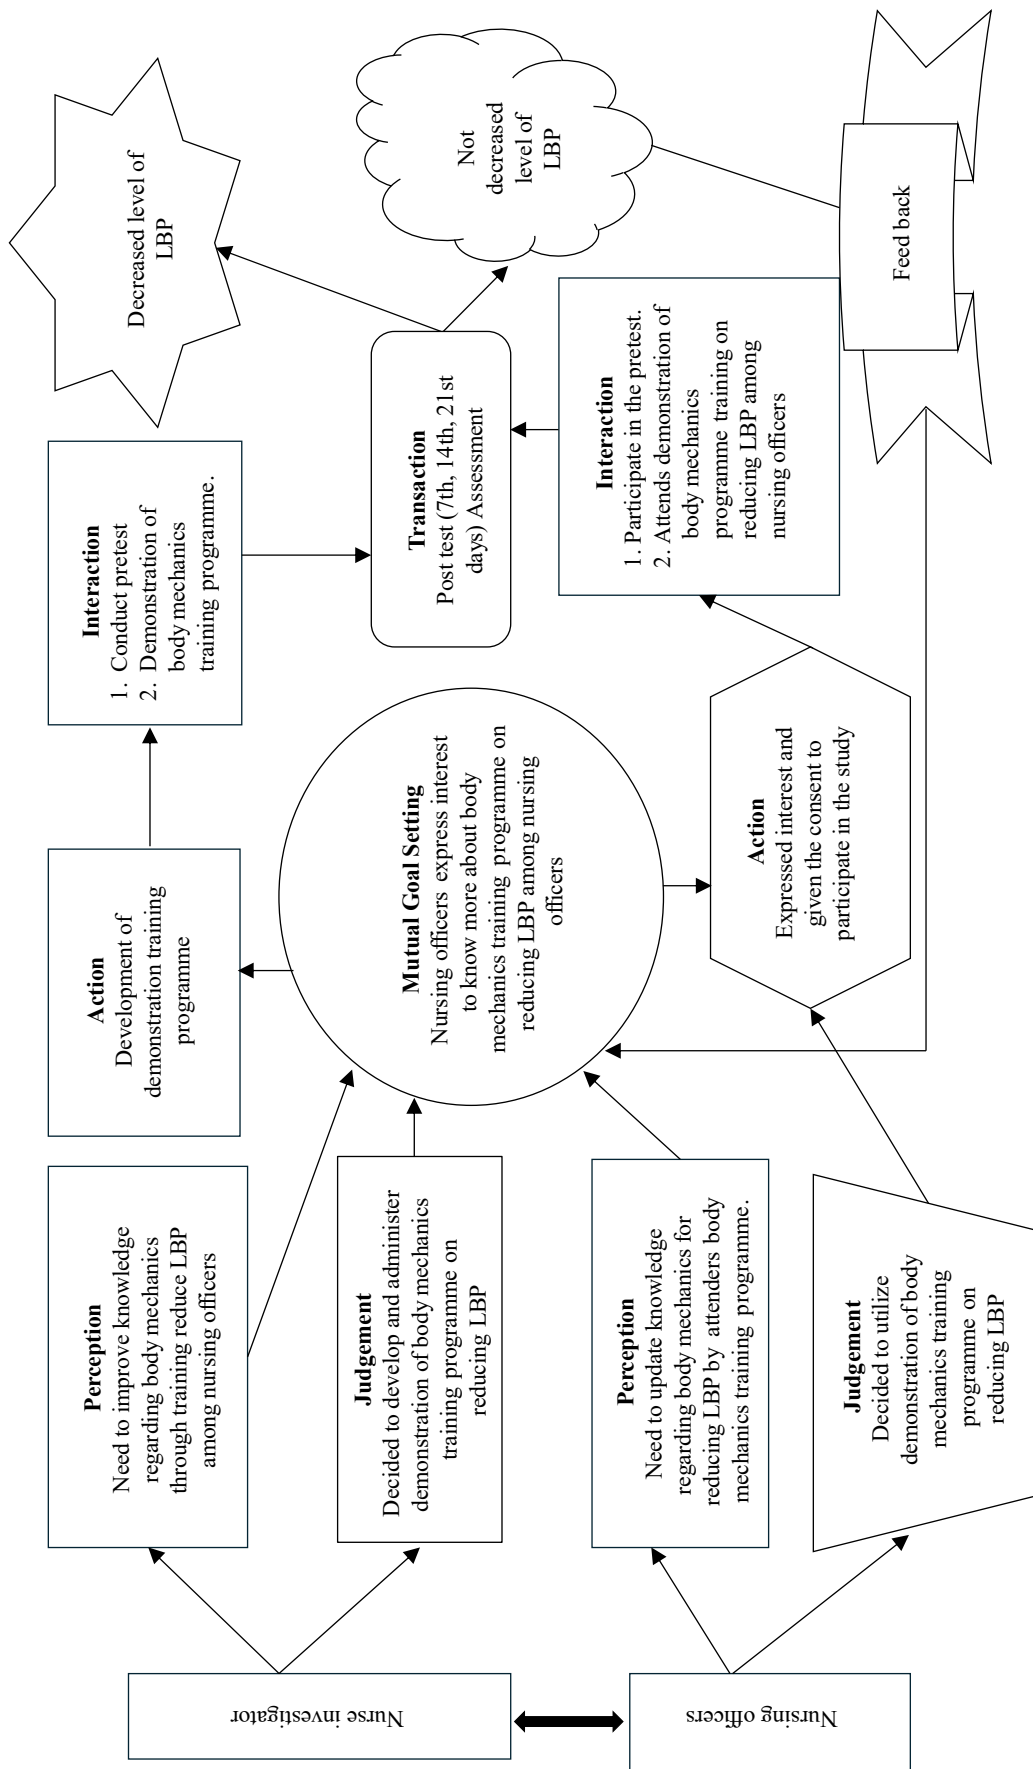 Nurse investigator
Nursing officers
Perception
Need to improve knowledge
regarding body mechanics
through training reduce LBP
among nursing officers
Judgement
Decided to develop and administer
demonstration of body mechanics
training programme on
reducing LBP
Perception
Need to update knowledge
regarding body mechanics for
reducing LBP by attenders body
mechanics training programme.
Judgement
Decided to utilize
demonstration of body
mechanics training
programme on
reducing LBP
Action
Development of
demonstration training
programme
Mutual Goal Setting
Nursing officers express interest
to know more about body
mechanics training programme on
reducing LBP among nursing
officers
Action
Expressed interest and
given the consent to
participate in the study
Interaction
1. Conduct pretest
2. Demonstration of
body mechanics
training programme.
Transaction
Post test (7th, 14th, 21st
days) Assessment
Interaction
1. Participate in the pretest.
2. Attends demonstration of
body mechanics
programme training on
reducing LBP among
nursing officers
Decreased level of
LBP
Not
decreased
level of
LBP
Feed back